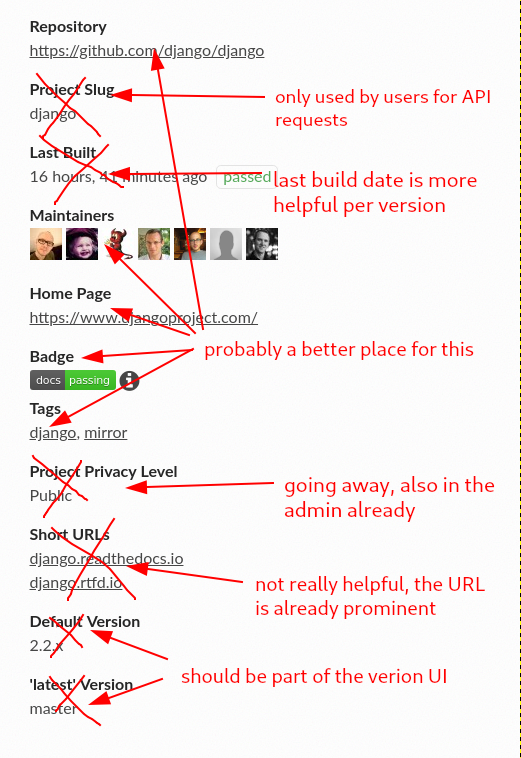 Repository
https://github.com/django/django
Project Slug
only used by users for API
requests
django
Last Built
16 hours, 41 minutes ago passed
last build date is more
helpful per version
Maintainers
Home Page
https://www.djangoproject.com/
probably a better place for this
Badge
docs passing
Tags
django, mirror
Project Privacy Level
Public
going away, also in the
admin already
Short URLs
django.readthedocs.io
django.rtfd.io
not really helpful, the URL
is already prominent
Default Version
2.2.x
should be part of the verion UI
'latest' Version
master